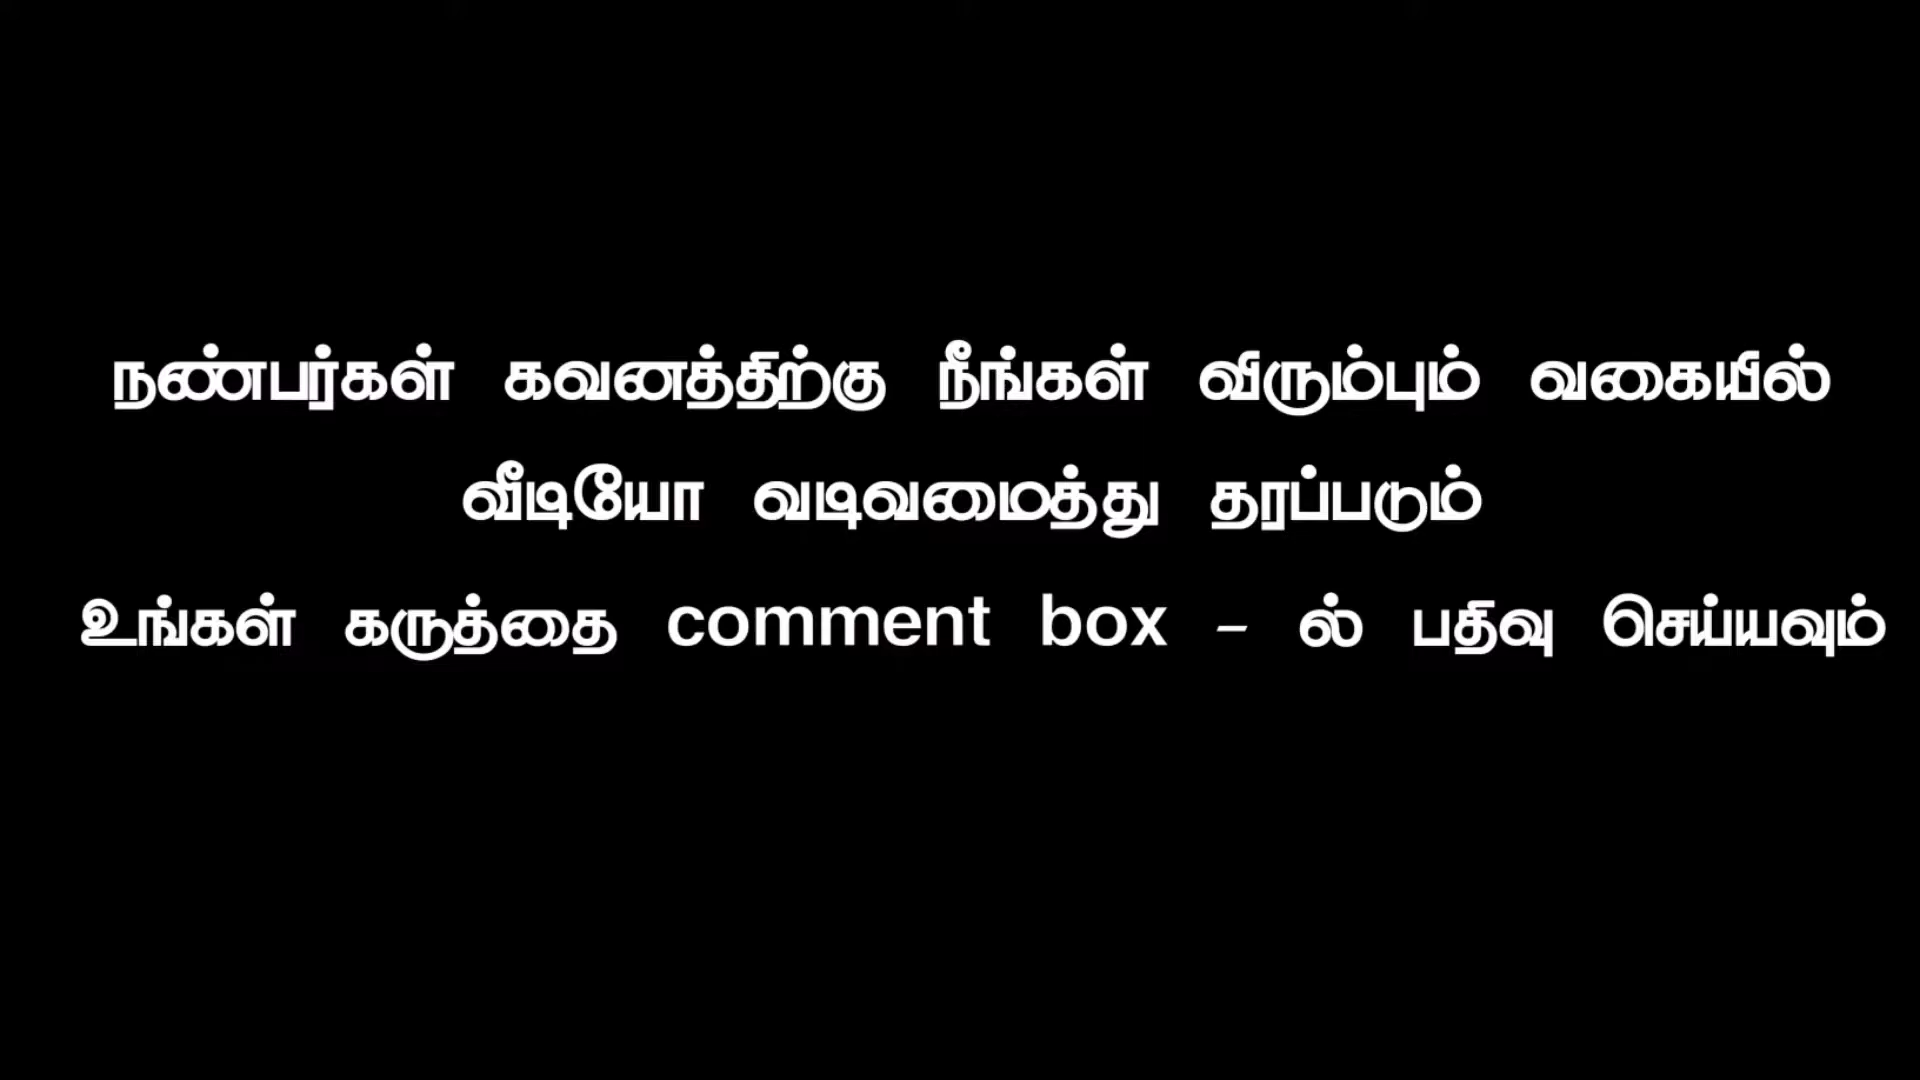 நண்பர்கள் கவனத்திற்கு நீங்கள் விரும்பும் வகையில்
வீடியோ வடிவமைத்து தரப்படும்
உங்கள் கருத்தை comment box - ல் பதிவு செய்யவும்